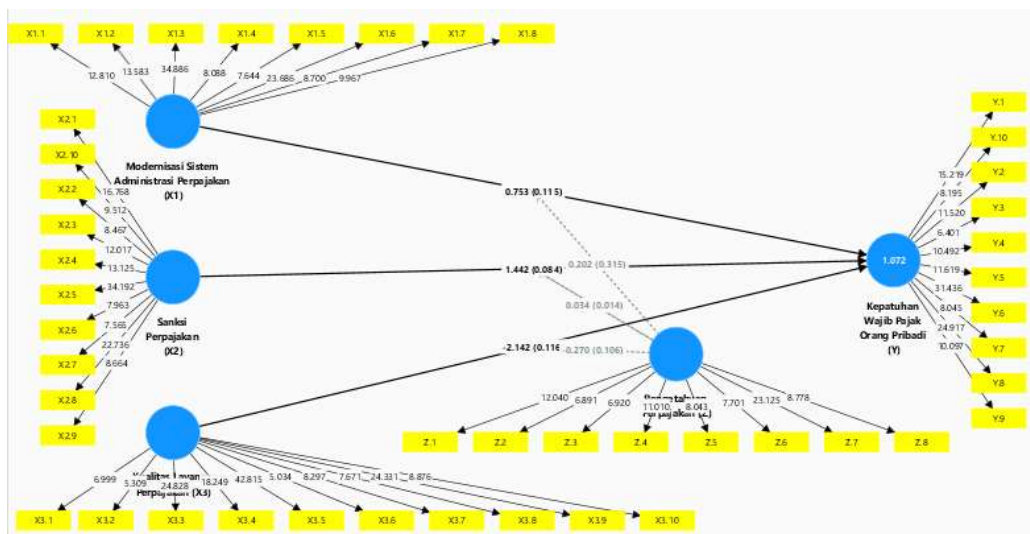 X1.1
X1.2
X1.3
X1.4
X1.5
X1.6
X1.7
X1.8
12.810
13.583
34.886
8.088
7.644
23.686
8.700
9.967
Modernisasi Sistem
Administrasi Perpajakan
(X1)
X2.1
X2.10
X2.2
X2.3
X2.4
X2.5
X2.6
X2.7
X2.8
X2.9
16.768
9.512
8.467
12.017
13.125
34.192
7.963
7.565
22.736
8.664
Sanksi
Perpajakan
(X2)
0.753 (0.115)
1.442 (0.084)
-2.142 (0.116
0.202 (0.315)
0.034 (0.014)
-0.270 (0.106)
Y.1
Y.10
Y.2
Y.3
Y.4
Y.5
Y.6
Y.7
Y.8
Y.9
15.219
8.195
11.520
6.401
10.492
11.619
31.436
8.045
24.917
10.097
1.072
Kepatuhan
Wajib Pajak
Orang Pribadi
(Y)
12.040
6.891
6.920
11.010
8.043
7.701
23.125
8.778
Z.1
Z.2
Z.3
Z.4
Z.5
Z.6
Z.7
Z.8
Perpajakan (X3)
6.999
5.309
24.828
18.249
42.815
5.034
8.297
7.671
24.331
8.876
X3.1
X3.2
X3.3
X3.4
X3.5
X3.6
X3.7
X3.8
X3.9
X3.10